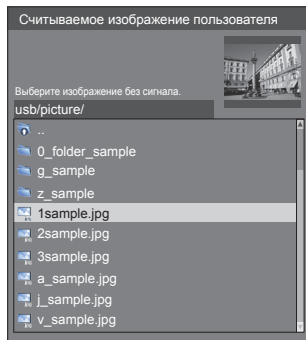 Считываемое изображение пользователя
Выберите изображение без сигнала.
usb/picture/
..
0_folder_sample
g_sample
z_sample
1sample.jpg
2sample.jpg
3sample.jpg
a_sample.jpg
j_sample.jpg
v_sample.jpg